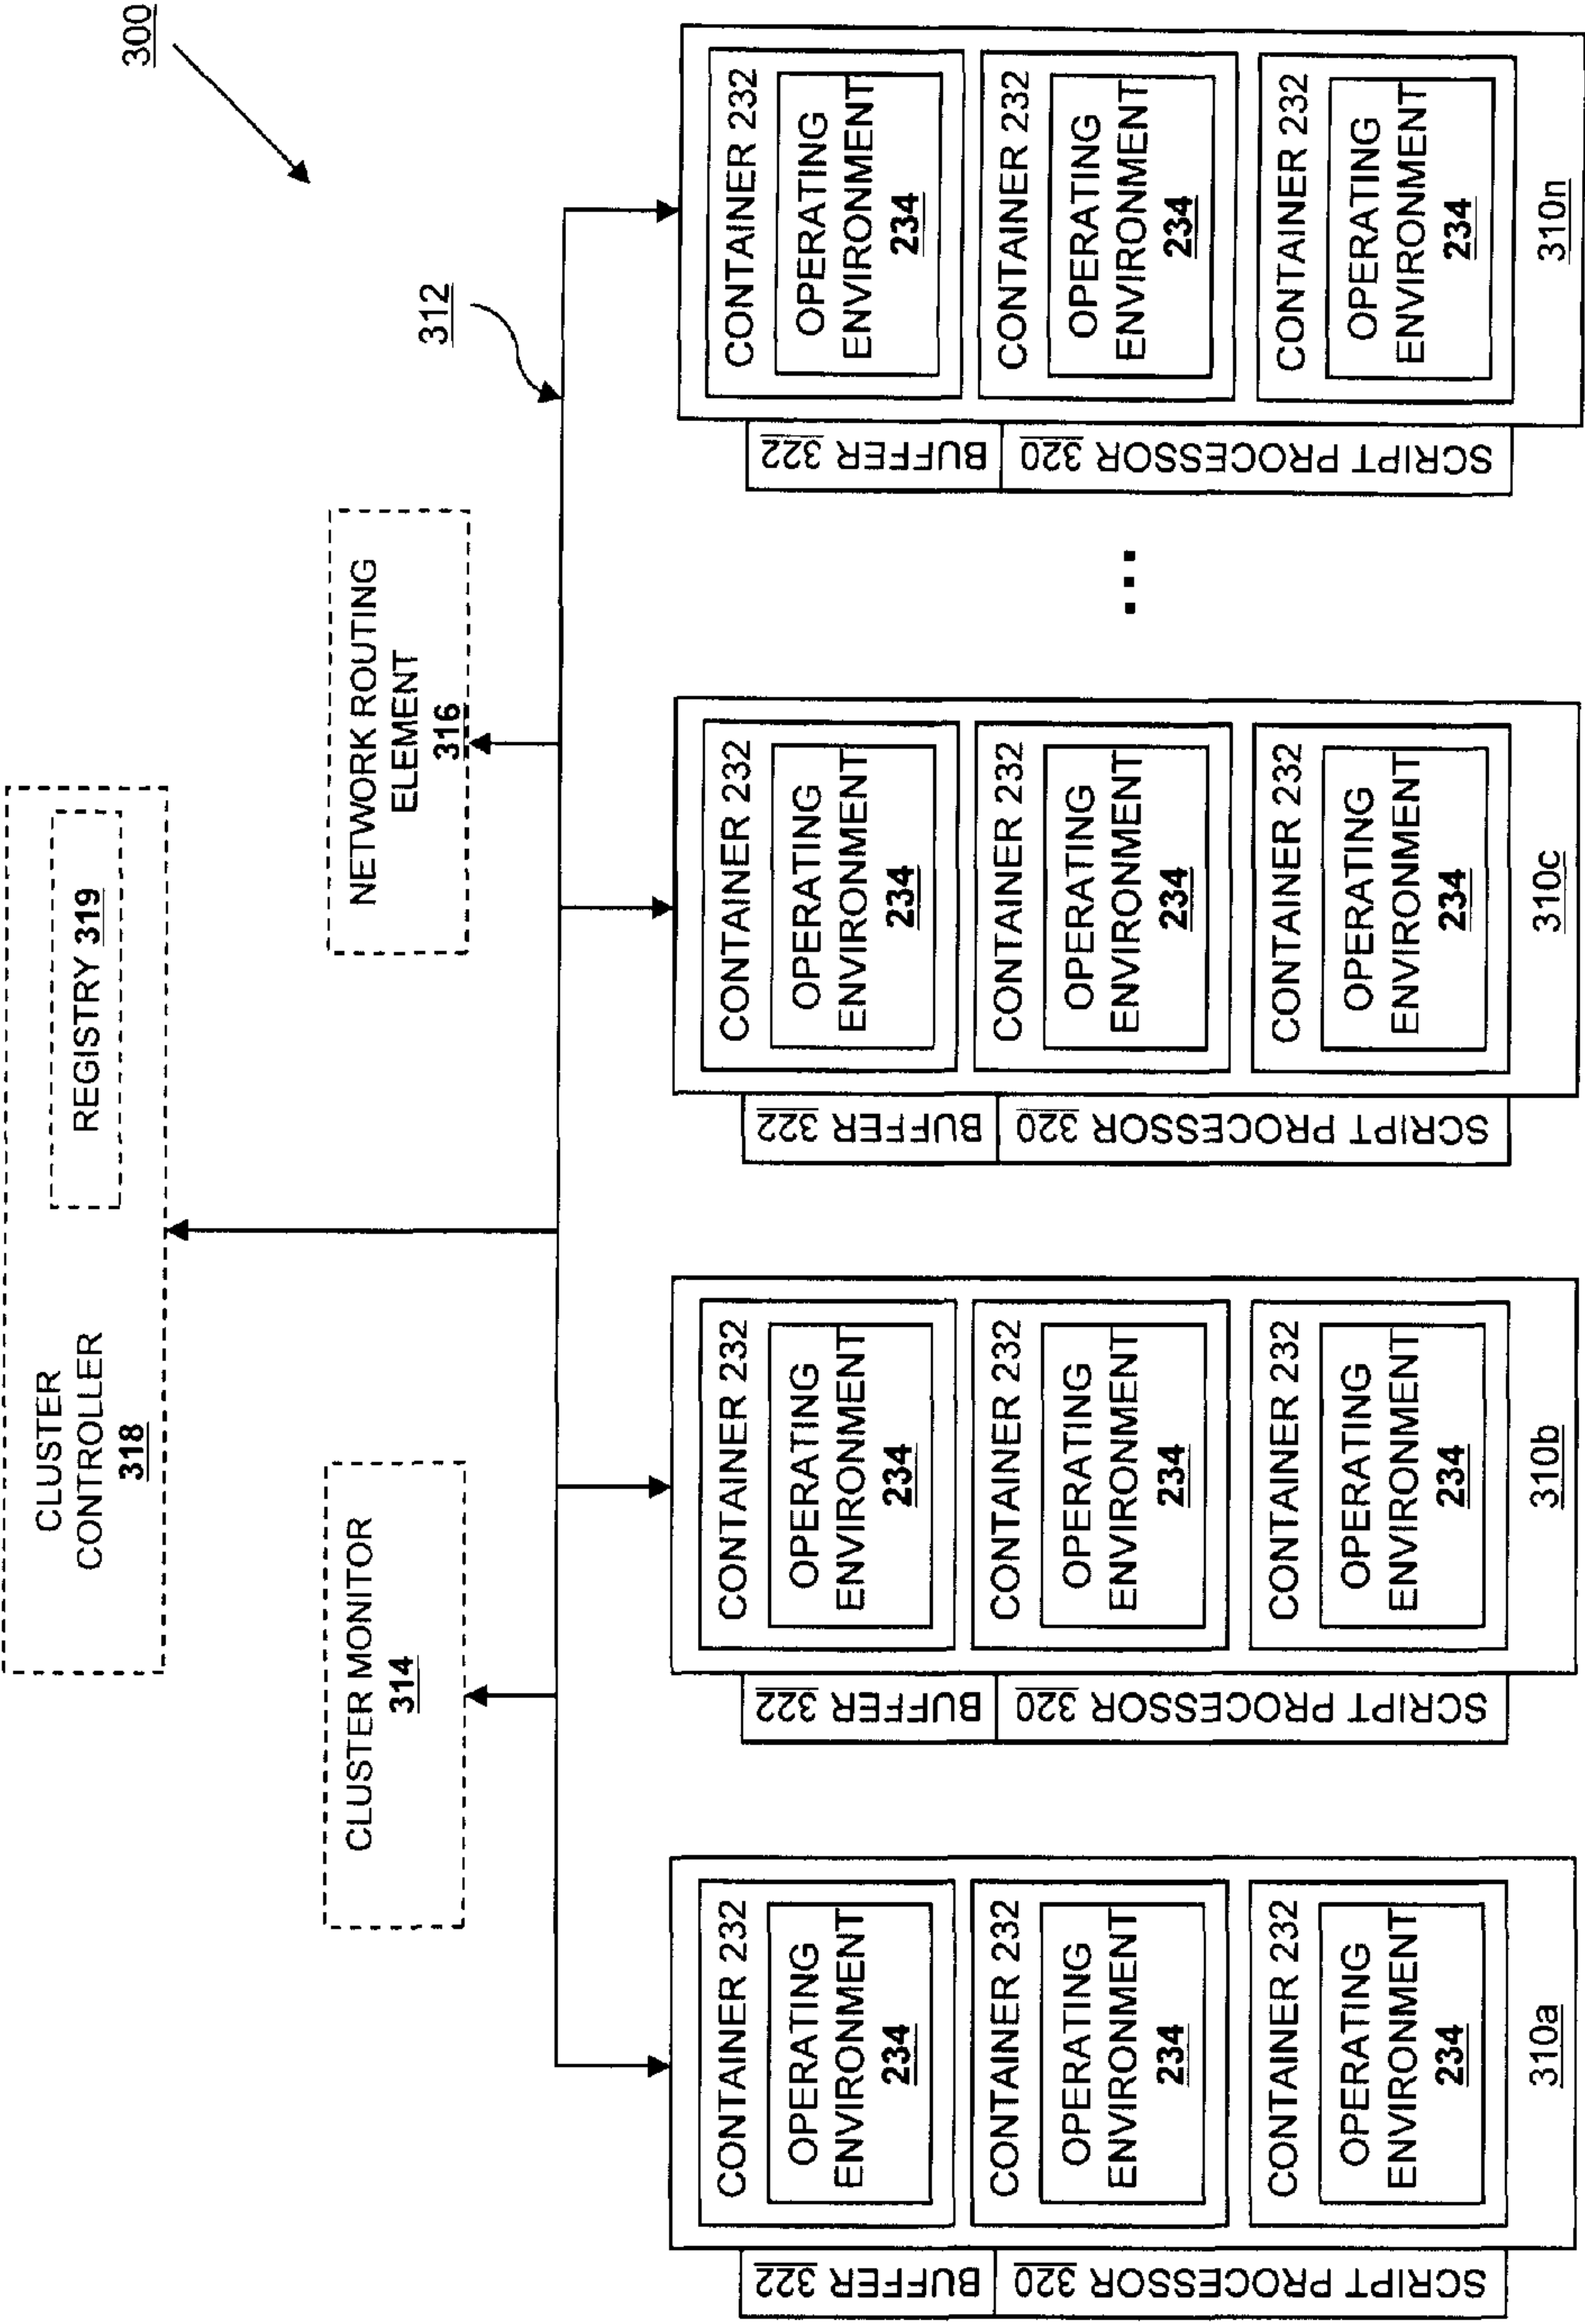 300
CLUSTER
CONTROLLER
318
REGISTRY 319
CLUSTER MONITOR
314
NETWORK ROUTING
ELEMENT
316
312
BUFFER 322
SCRIPT PROCESSOR 320
CONTAINER 232
OPERATING
ENVIRONMENT
234
CONTAINER 232
OPERATING
ENVIRONMENT
234
CONTAINER 232
OPERATING
ENVIRONMENT
234
310a
BUFFER 322
SCRIPT PROCESSOR 320
CONTAINER 232
OPERATING
ENVIRONMENT
234
CONTAINER 232
OPERATING
ENVIRONMENT
234
CONTAINER 232
OPERATING
ENVIRONMENT
234
310b
BUFFER 322
SCRIPT PROCESSOR 320
CONTAINER 232
OPERATING
ENVIRONMENT
234
CONTAINER 232
OPERATING
ENVIRONMENT
234
CONTAINER 232
OPERATING
ENVIRONMENT
234
310c
...
BUFFER 322
SCRIPT PROCESSOR 320
CONTAINER 232
OPERATING
ENVIRONMENT
234
CONTAINER 232
OPERATING
ENVIRONMENT
234
CONTAINER 232
OPERATING
ENVIRONMENT
234
310n